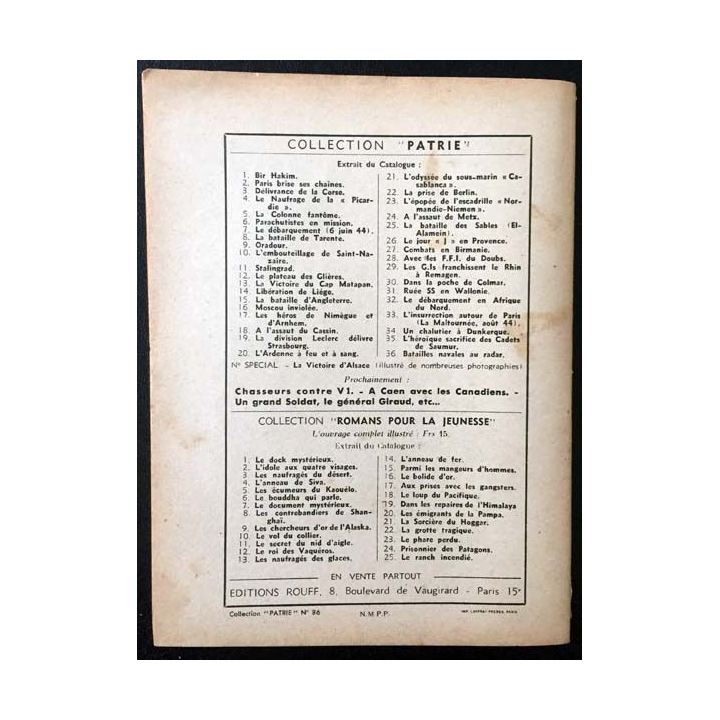 COLLECTION "PATRIE"
Extrait du Catalogue :
1. Bir Hakim.
2. Paris brise ses chaînes.
3. Délivrance de la Corse.
4. Le Naufrage de la « Picar-
die ».
5. La Colonne fantôme.
6. Parachutistes en mission.
7. Le débarquement (6 juin 44).
8. La bataille de Tarente.
9. Oradour.
10. L'embouteillage de Saint-Na-
zaire.
11. Stalingrad.
12. Le plateau des Glières.
13. La Victoire du Cap Matapan.
14. Libération de Liége.
15. La bataille d'Angleterre.
16. Moscou inviolée.
17. Les héros de Nimègue et
d'Arnhem.
18. A l'assaut du Cassin.
19. La division Leclerc délivre
Strasbourg.
20. L'Ardenne à feu et à sang.
21. L'odyssée du sous-marin « Ca-
sablanca ».
22. La prise de Berlin.
23. L'épopée de l'escadrille « Nor-
mandie-Niemen ».
24. A l'assaut de Metz.
25. La bataille des Sables (El-
Alamein).
26. Le jour « J » en Provence.
27. Combats en Birmanie.
28. Avec les F.F.I. du Doubs.
29. Les G.Is franchissent le Rhin
à Remagen.
30. Dans la poche de Colmar.
31. Ruée SS en Wallonie.
32. Le débarquement en Afrique
du Nord.
33. L'insurrection autour de Paris
(La Maltournée, août 44).
34. Un chalutier à Dunkerque.
35. L'héroïque sacrifice des Cadets
de Saumur.
36. Batailles navales au radar.
N° SPECIAL - La Victoire d'Alsace (illustré de nombreuses photographies)
Prochainement :
Chasseurs contre V1. - A Caen avec les Canadiens. -
Un grand Soldat, le général Giraud, etc...
COLLECTION "ROMANS POUR LA JEUNESSE"
L'ouvrage complet illustré : Frs 15.
Extrait du Catalogue :
1. Le dock mystérieux.
2. L'idole aux quatre visages.
3. Les naufragés du désert.
4. L'anneau de Siva.
5. Les écumeurs du Kaouélo.
6. Le bouddha qui parle.
7. Le document mystérieux.
8. Les contrebandiers de Shan-
ghaï.
9. Les chercheurs d'or de l'Alaska.
10. Le vol du collier.
11. Le secret du nid d'aigle.
12. Le roi des Vaquéros.
13. Les naufragés des glaces.
14. L'anneau de fer.
15. Parmi les mangeurs d'hommes.
16. Le bolide d'or.
17. Aux prises avec les gangsters.
18. Le loup du Pacifique.
19. Dans les repaires de l'Himalaya
20. Les émigrants de la Pampa.
21. La Sorcière du Hoggar.
22. La grotte tragique.
23. Le phare perdu.
24. Prisonnier des Patagons.
25. Le ranch incendié.
EN VENTE PARTOUT
EDITIONS ROUFF, 8, Boulevard de Vaugirard - Paris 15e
Collection "PATRIE" N° 86
N.M.P.P.